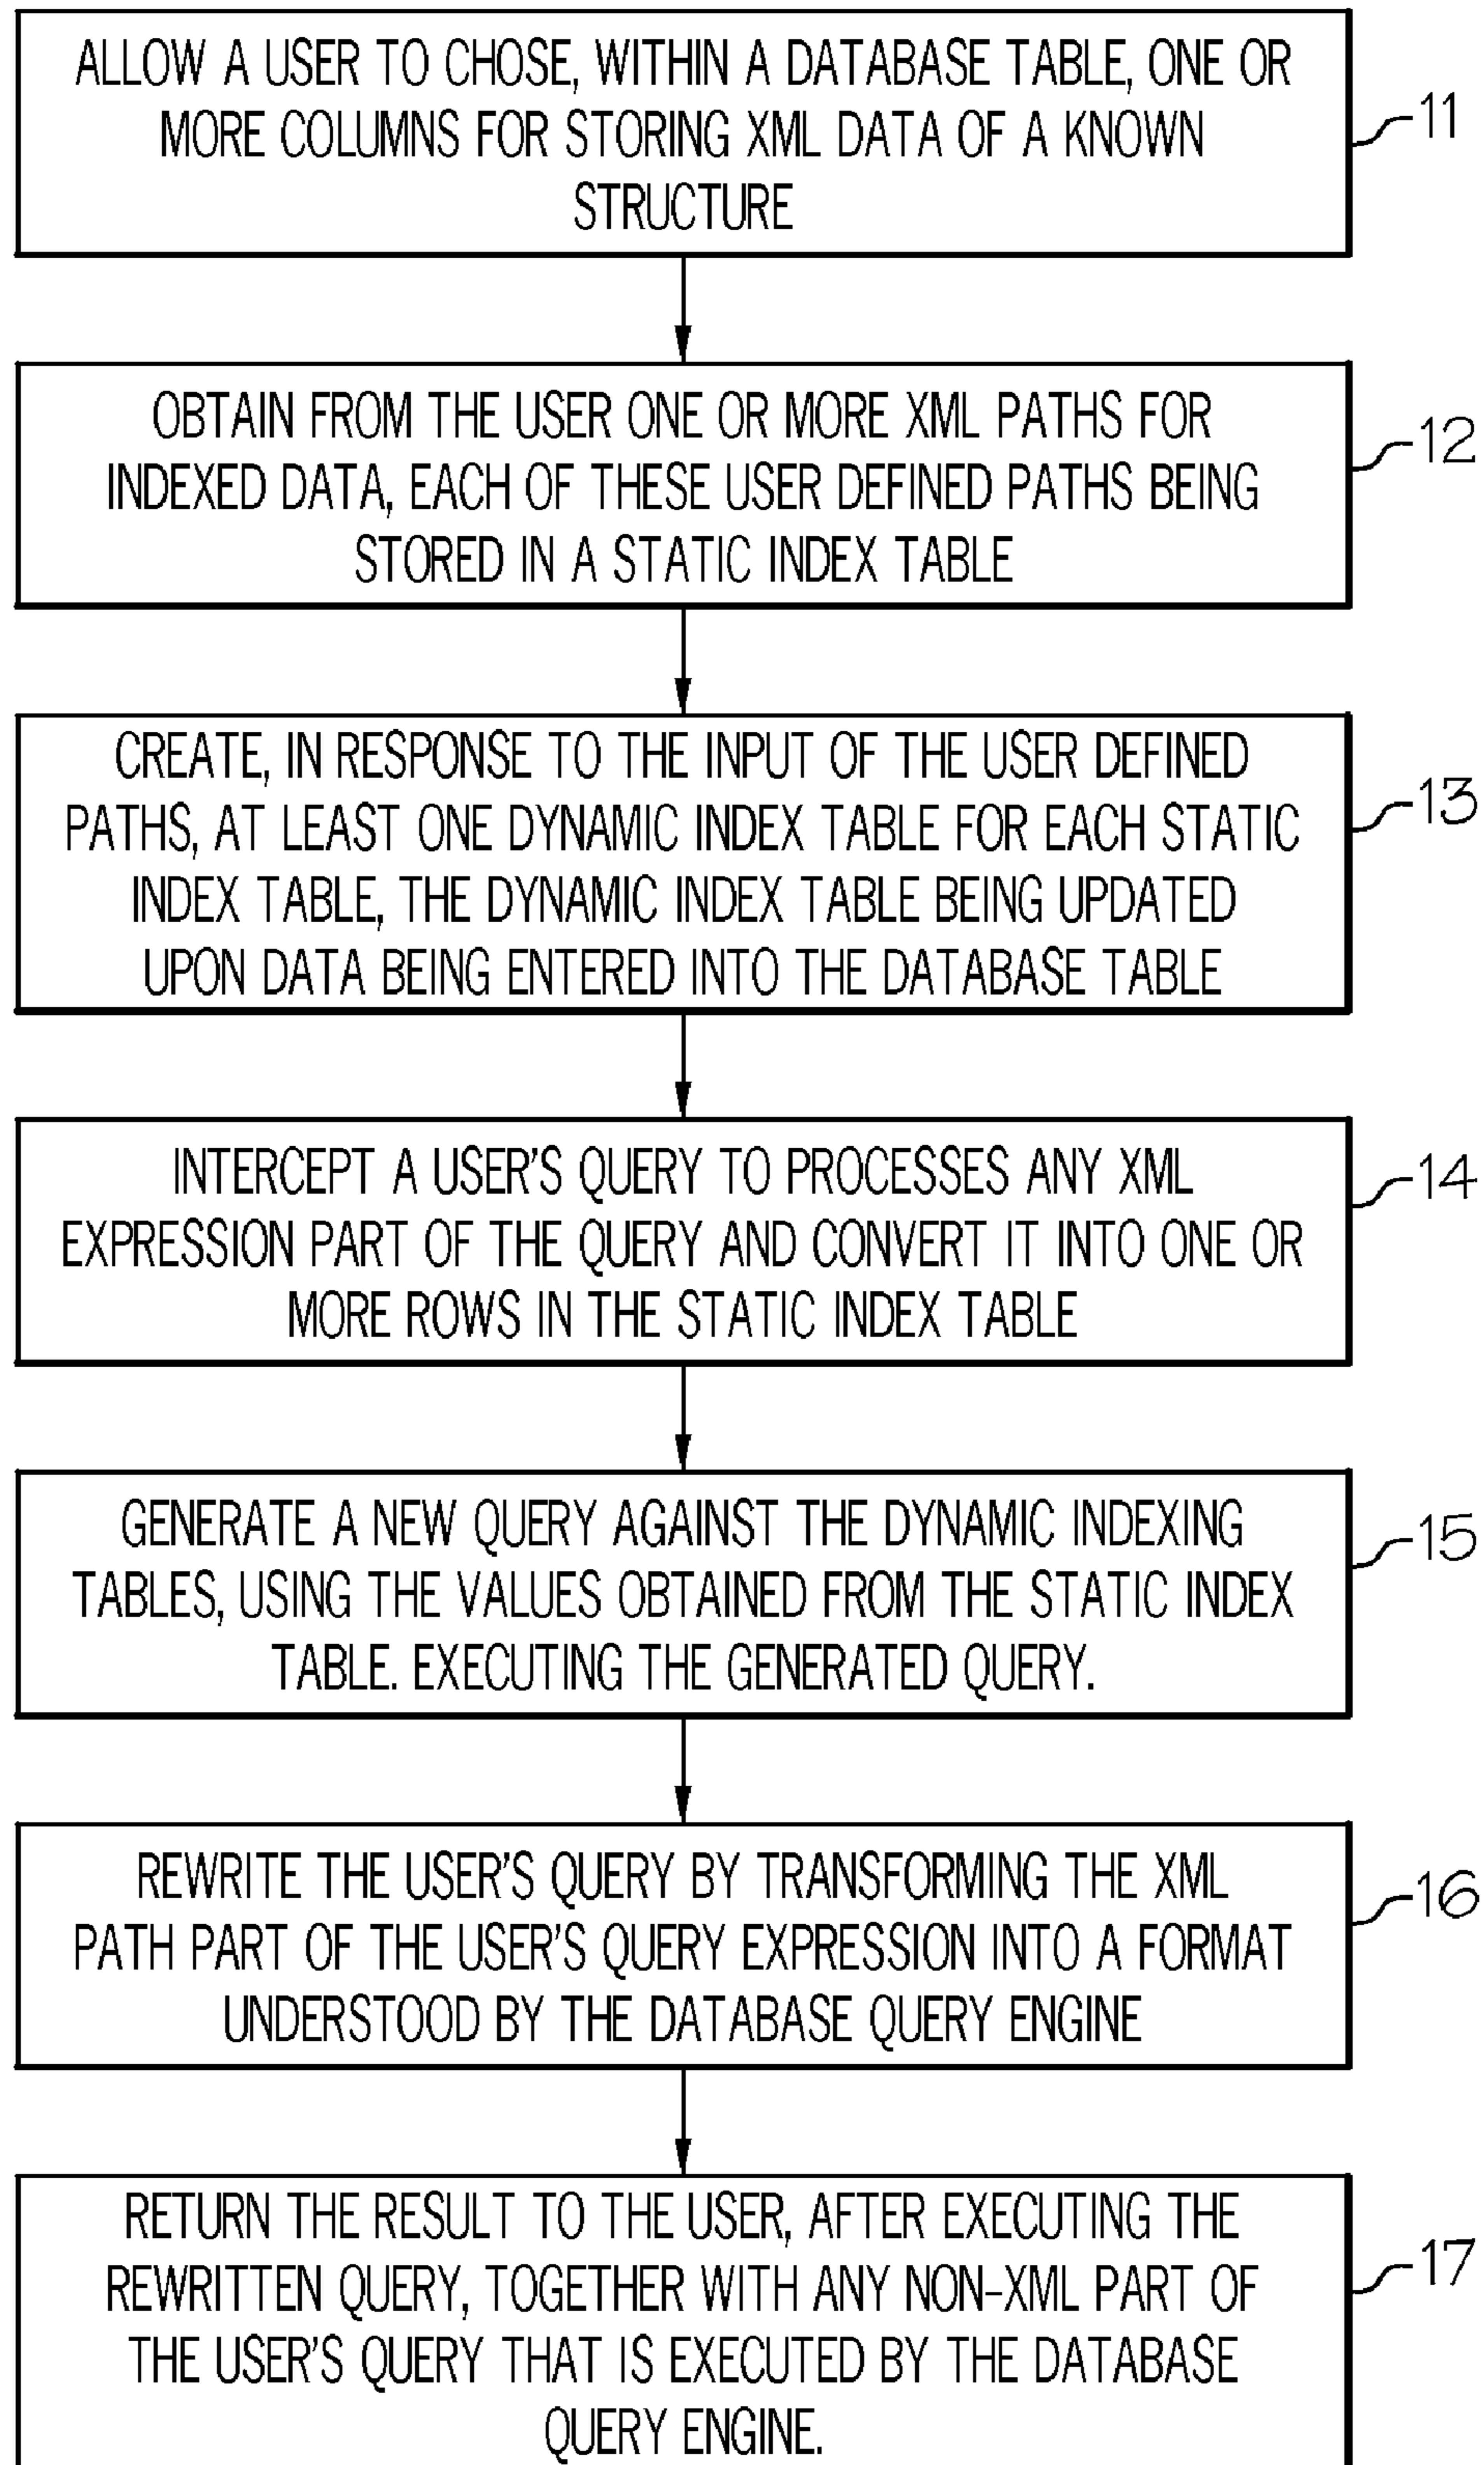 ALLOW A USER TO CHOSE, WITHIN A DATABASE TABLE, ONE OR
MORE COLUMNS FOR STORING XML DATA OF A KNOWN
STRUCTURE
11
OBTAIN FROM THE USER ONE OR MORE XML PATHS FOR
INDEXED DATA, EACH OF THESE USER DEFINED PATHS BEING
STORED IN A STATIC INDEX TABLE
12
CREATE, IN RESPONSE TO THE INPUT OF THE USER DEFINED
PATHS, AT LEAST ONE DYNAMIC INDEX TABLE FOR EACH STATIC
INDEX TABLE, THE DYNAMIC INDEX TABLE BEING UPDATED
UPON DATA BEING ENTERED INTO THE DATABASE TABLE
13
INTERCEPT A USER'S QUERY TO PROCESSES ANY XML
EXPRESSION PART OF THE QUERY AND CONVERT IT INTO ONE OR
MORE ROWS IN THE STATIC INDEX TABLE
14
GENERATE A NEW QUERY AGAINST THE DYNAMIC INDEXING
TABLES, USING THE VALUES OBTAINED FROM THE STATIC INDEX
TABLE. EXECUTING THE GENERATED QUERY.
15
REWRITE THE USER'S QUERY BY TRANSFORMING THE XML
PATH PART OF THE USER'S QUERY EXPRESSION INTO A FORMAT
UNDERSTOOD BY THE DATABASE QUERY ENGINE
16
RETURN THE RESULT TO THE USER, AFTER EXECUTING THE
REWRITTEN QUERY, TOGETHER WITH ANY NON-XML PART OF
THE USER'S QUERY THAT IS EXECUTED BY THE DATABASE
QUERY ENGINE.
17